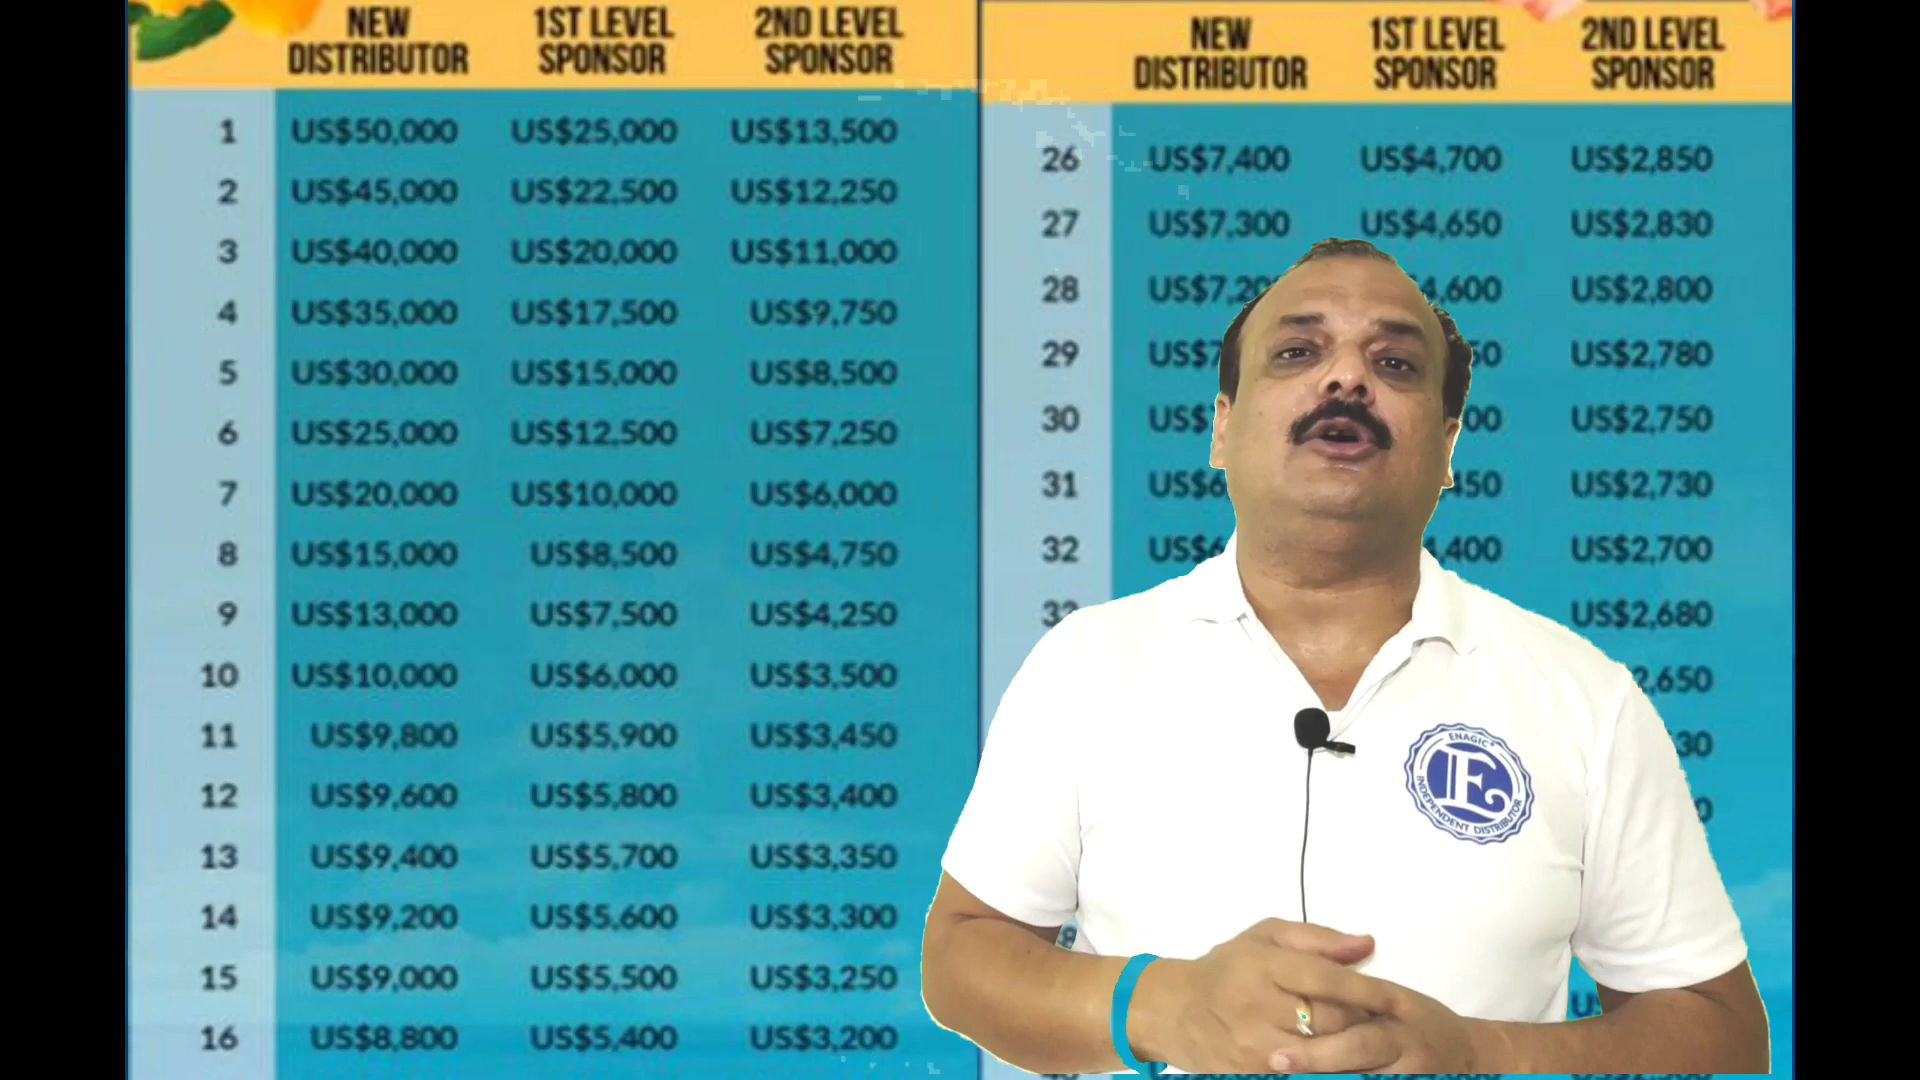 NEW DISTRIBUTOR 1ST LEVEL SPONSOR 2ND LEVEL SPONSOR
1 US$50,000 US$25,000 US$13,500
2 US$45,000 US$22,500 US$12,250
3 US$40,000 US$20,000 US$11,000
4 US$35,000 US$17,500 US$9,750
5 US$30,000 US$15,000 US$8,500
6 US$25,000 US$12,500 US$7,250
7 US$20,000 US$10,000 US$6,000
8 US$15,000 US$8,500 US$4,750
9 US$13,000 US$7,500 US$4,250
10 US$10,000 US$6,000 US$3,500
11 US$9,800 US$5,900 US$3,450
12 US$9,600 US$5,800 US$3,400
13 US$9,400 US$5,700 US$3,350
14 US$9,200 US$5,600 US$3,300
15 US$9,000 US$5,500 US$3,250
16 US$8,800 US$5,400 US$3,200
NEW DISTRIBUTOR 1ST LEVEL SPONSOR 2ND LEVEL SPONSOR
26 US$7,400 US$4,700 US$2,850
27 US$7,300 US$4,650 US$2,830
28 US$2,800
29 US$2,780
30 US$2,750
31 US$2,730
32 US$2,700
US$2,680
ENAGIC®
E
INDEPENDENT DISTRIBUTOR